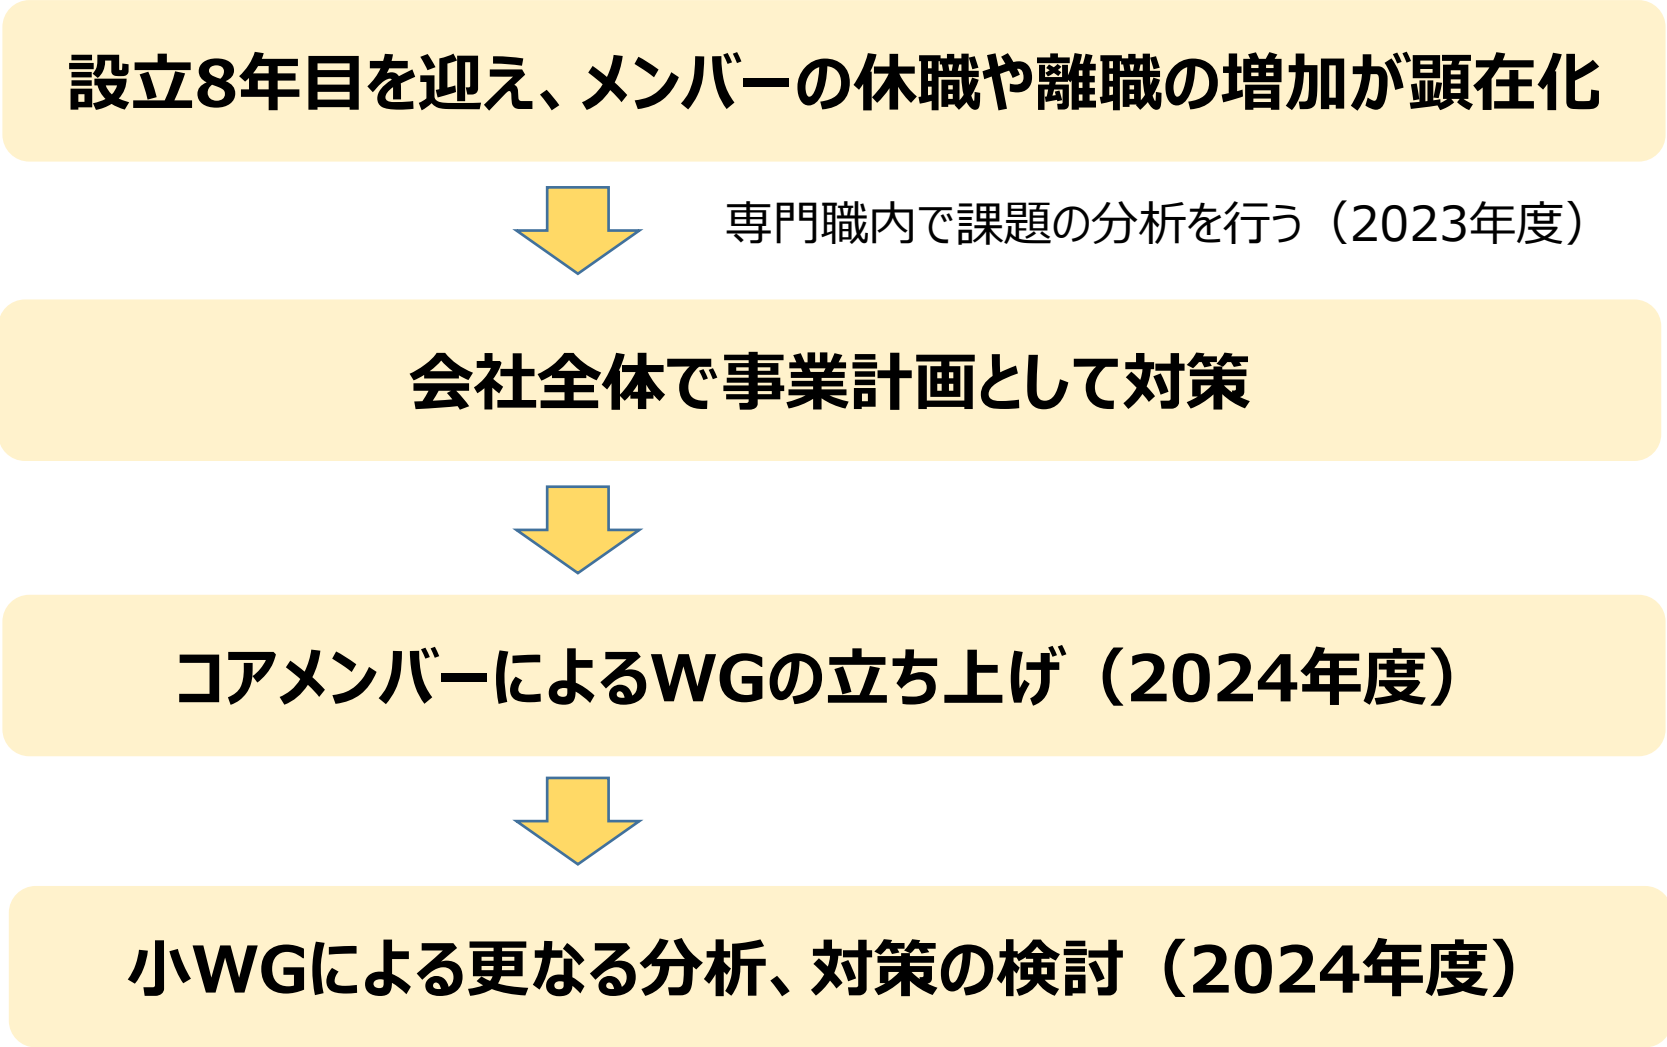 設立8年目を迎え、メンバーの休職や離職の増加が顕在化
専門職内で課題の分析を行う（2023年度）
会社全体で事業計画として対策
コアメンバーによるWGの立ち上げ（2024年度）
小WGによる更なる分析、対策の検討（2024年度）